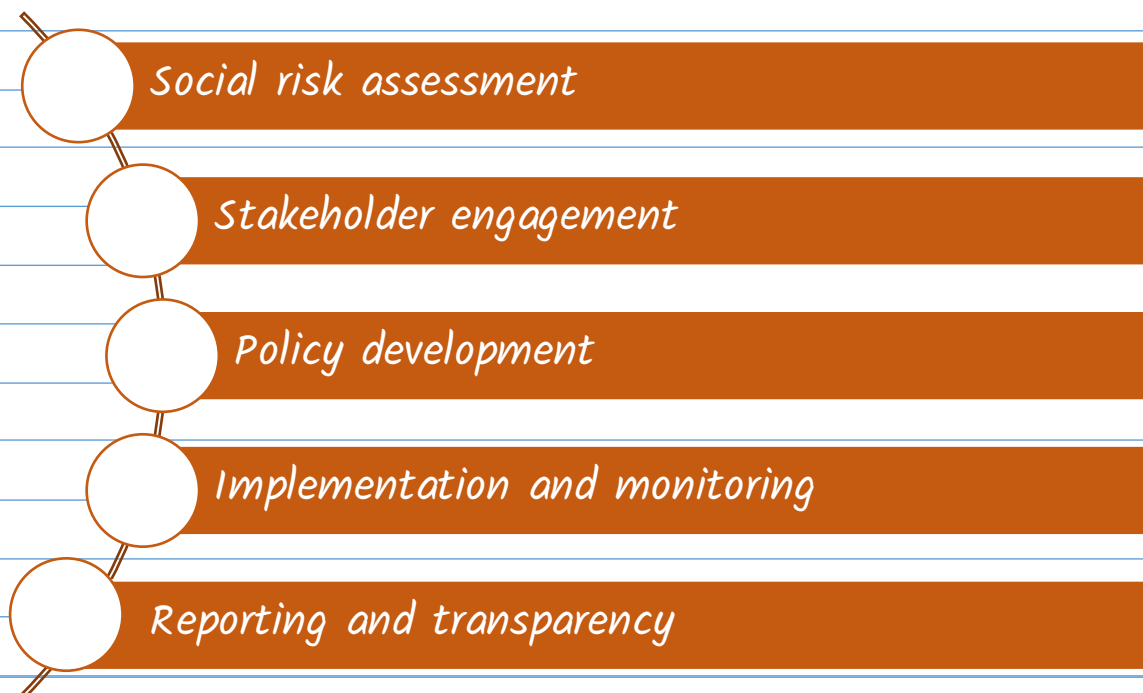 Social risk assessment
Stakeholder engagement
Policy development
Implementation and monitoring
Reporting and transparency